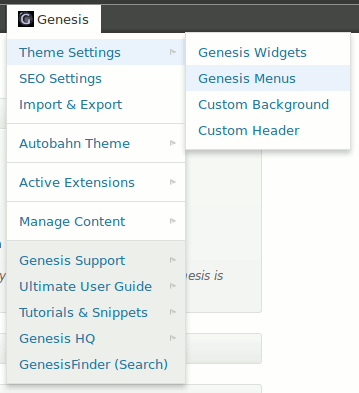 Genesis
Theme Settings
SEO Settings
Import & Export
Autobahn Theme
Active Extensions
Manage Content
Genesis Support
Ultimate User Guide
Tutorials & Snippets
Genesis HQ
GenesisFinder (Search)
Genesis Widgets
Genesis Menus
Custom Background
Custom Header
is